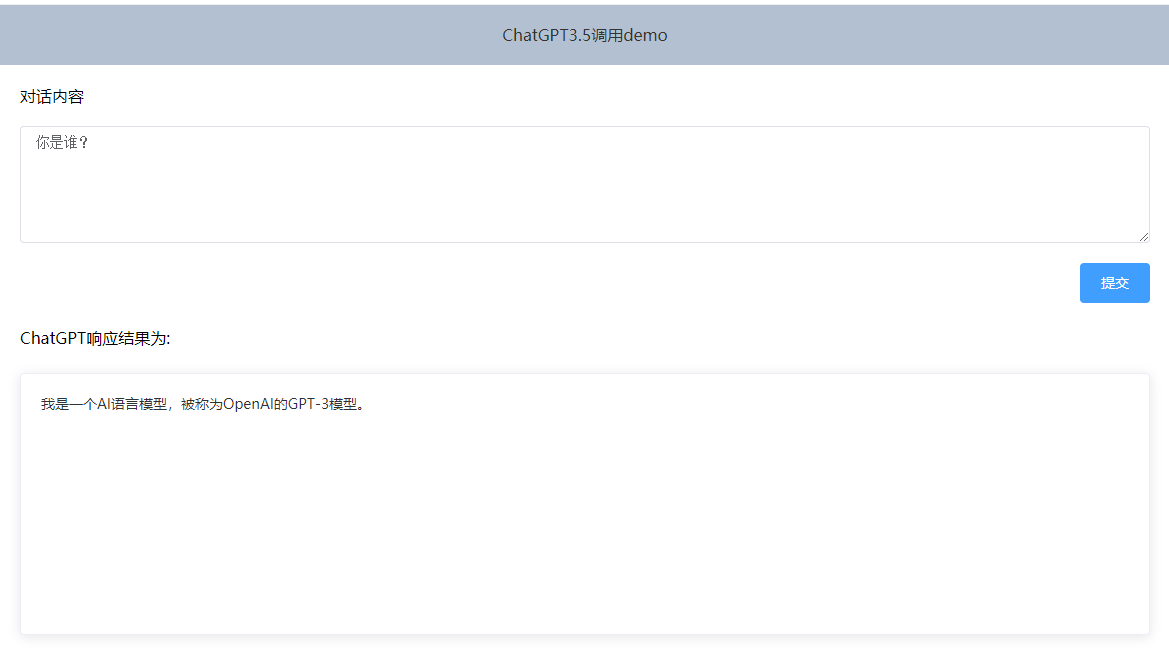 ChatGPT3.5调用demo
对话内容
你是谁？
提交
ChatGPT响应结果为:
我是一个AI语言模型，被称为OpenAI的GPT-3模型。